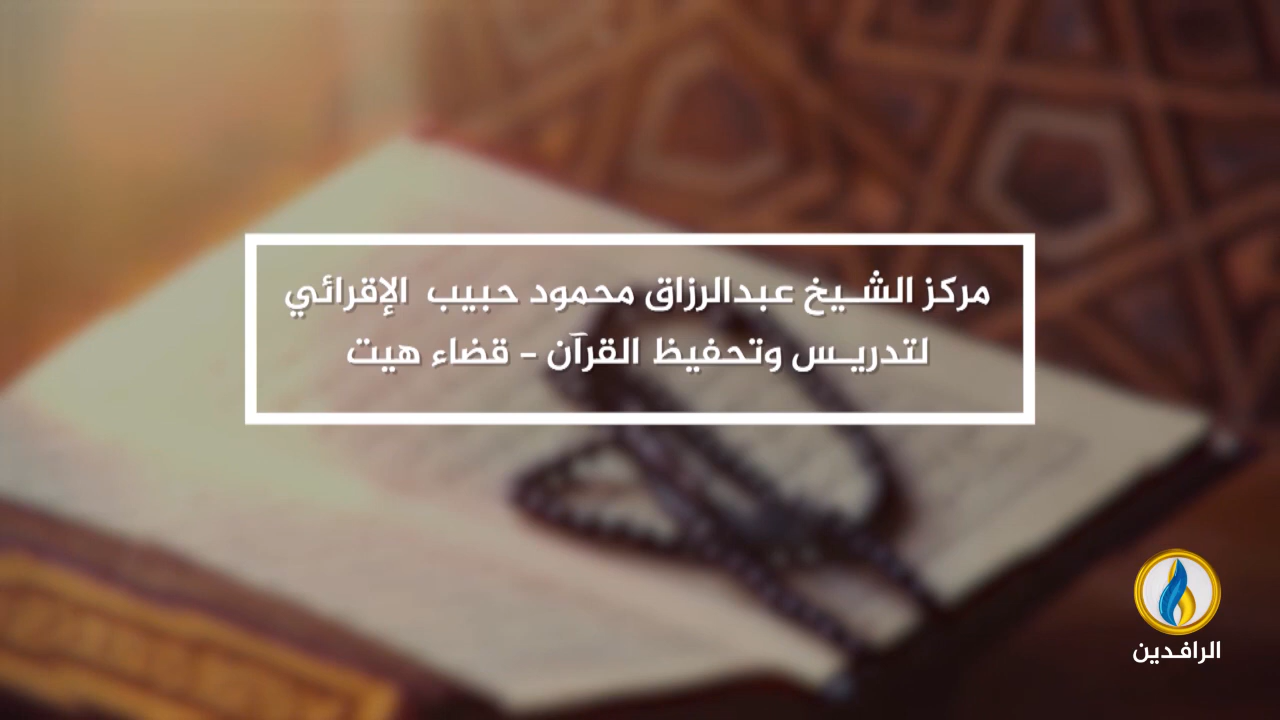 مركز الشيخ عبدالرزاق محمود حبيب الإقرائي
لتدريس وتحفيظ القرآن - قضاء هيت
الرافدين